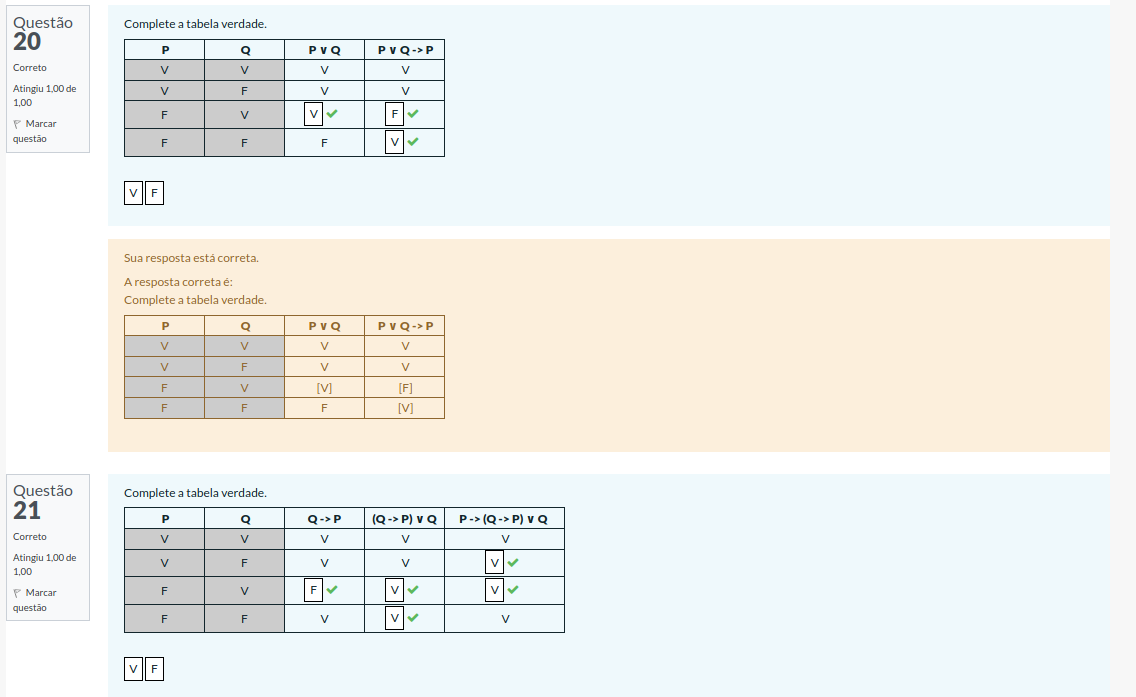 Questão
20
Correto
Atingiu 1,00 de
1,00
Marcar
questão
Complete a tabela verdade.
P Q P ∨ Q P ∨ Q -> P
V V V V
V F V V
F V V F
F F F V
V F
Sua resposta está correta.
A resposta correta é:
Complete a tabela verdade.
P Q P ∨ Q P ∨ Q -> P
V V V V
V F V V
F V [V] [F]
F F F [V]
Questão
21
Correto
Atingiu 1,00 de
1,00
Marcar
questão
Complete a tabela verdade.
P Q Q -> P (Q -> P) ∨ Q P -> (Q -> P) ∨ Q
V V V V V
V F V V V
F V F V V
F F V V V
V F